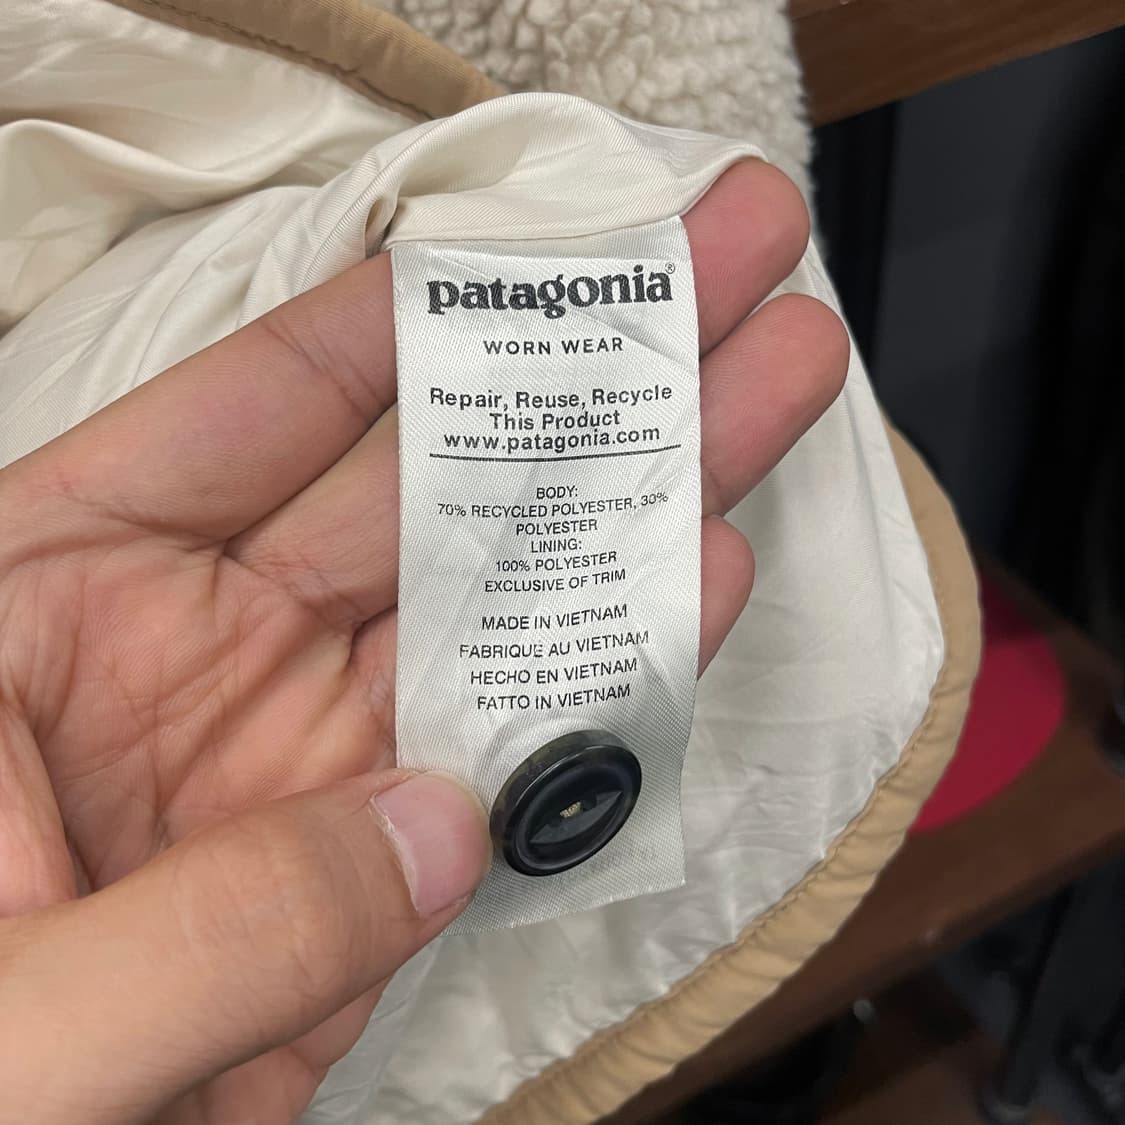 patagonia®
WORN WEAR
Repair, Reuse, Recycle
This Product
www.patagonia.com
BODY:
70% RECYCLED POLYESTER, 30%
POLYESTER
LINING:
100% POLYESTER
EXCLUSIVE OF TRIM
MADE IN VIETNAM
FABRIQUÉ AU VIETNAM
HECHO EN VIETNAM
FATTO IN VIETNAM